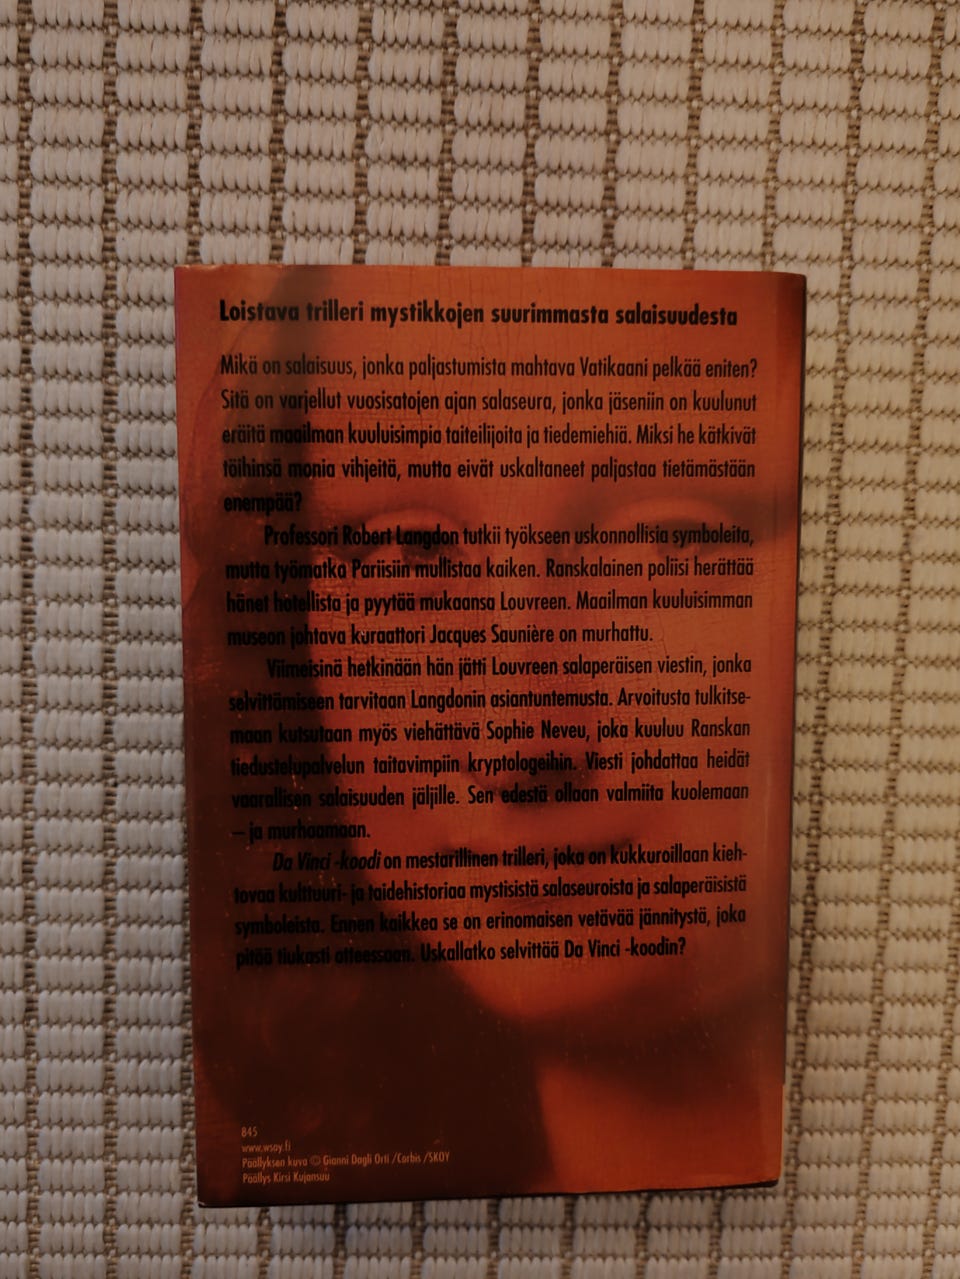 Loistava trilleri mystikkojen suurimmasta salaisuudesta
Mikä on salaisuus, jonka paljastumista mahtava Vatikaani pelkää eniten?
Sitä on varjellut vuosisatojen ajan salaseura, jonka jäseniin on kuulunut
eräitä maailman kuuluisimpia taiteilijoita ja tiedemiehiä. Miksi he kätkivät
töihinsä monia vihjeitä, mutta eivät uskaltaneet paljastaa tietämästään
enempää?
Professori Robert Langdon tutkii työkseen uskonnollisia symboleita,
mutta työmatka Pariisiin mullistaa kaiken. Ranskalainen poliisi herättää
hänet hotellista ja pyytää mukaansa Louvreen. Maailman kuuluisimman
museon johtava kuraattori Jacques Saunière on murhattu.
Viimeisinä hetkinään hän jätti Louvreen salaperäisen viestin, jonka
selvittämiseen tarvitaan Langdonin asiantuntemusta. Arvoitusta tulkitse-
maan kutsutaan myös viehättävä Sophie Neveu, joka kuuluu Ranskan
tiedustelupalvelun taitavimpiin kryptologeihin. Viesti johdattaa heidät
vaarallisen salaisuuden jäljille. Sen edestä ollaan valmiita kuolemaan
– ja murhaamaan.
Da Vinci -koodi on mestarillinen trilleri, joka on kukkuroillaan kieh-
tovaa kulttuuri- ja taidehistoriaa mystisistä salaseuroista ja salaperäisistä
symboleista. Ennen kaikkea se on erinomaisen vetävää jännitystä, joka
pitää tiukasti otteessaan. Uskallatko selvittää Da Vinci -koodin?
845
www.wsoy.fi
Päällyksen kuva © Gianni Dagli Orti /Corbis /SKOY
Päällys Kirsi Kujansuu